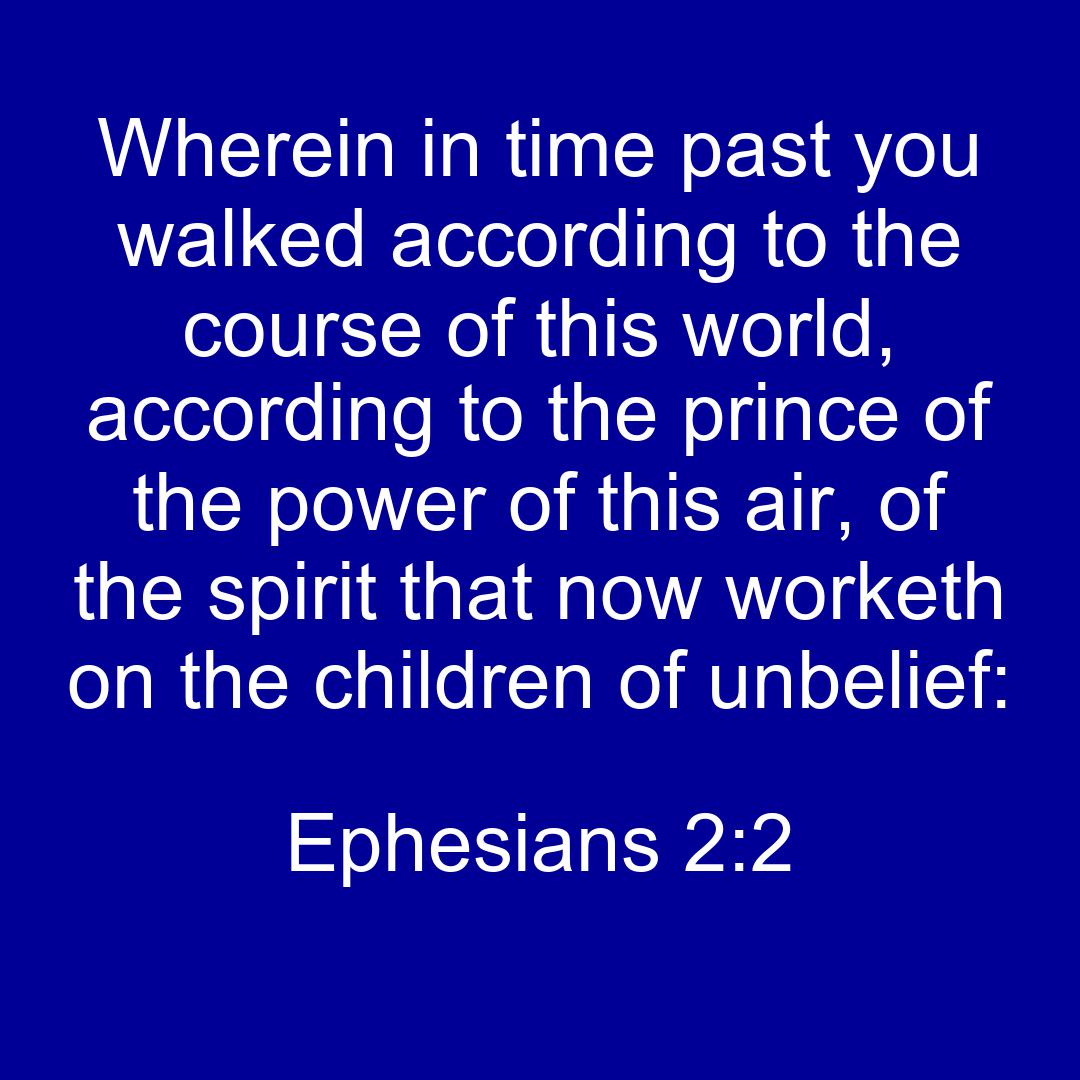 Wherein in time past you
walked according to the
course of this world,
according to the prince of
the power of this air, of
the spirit that now worketh
on the children of unbelief:
Ephesians 2:2